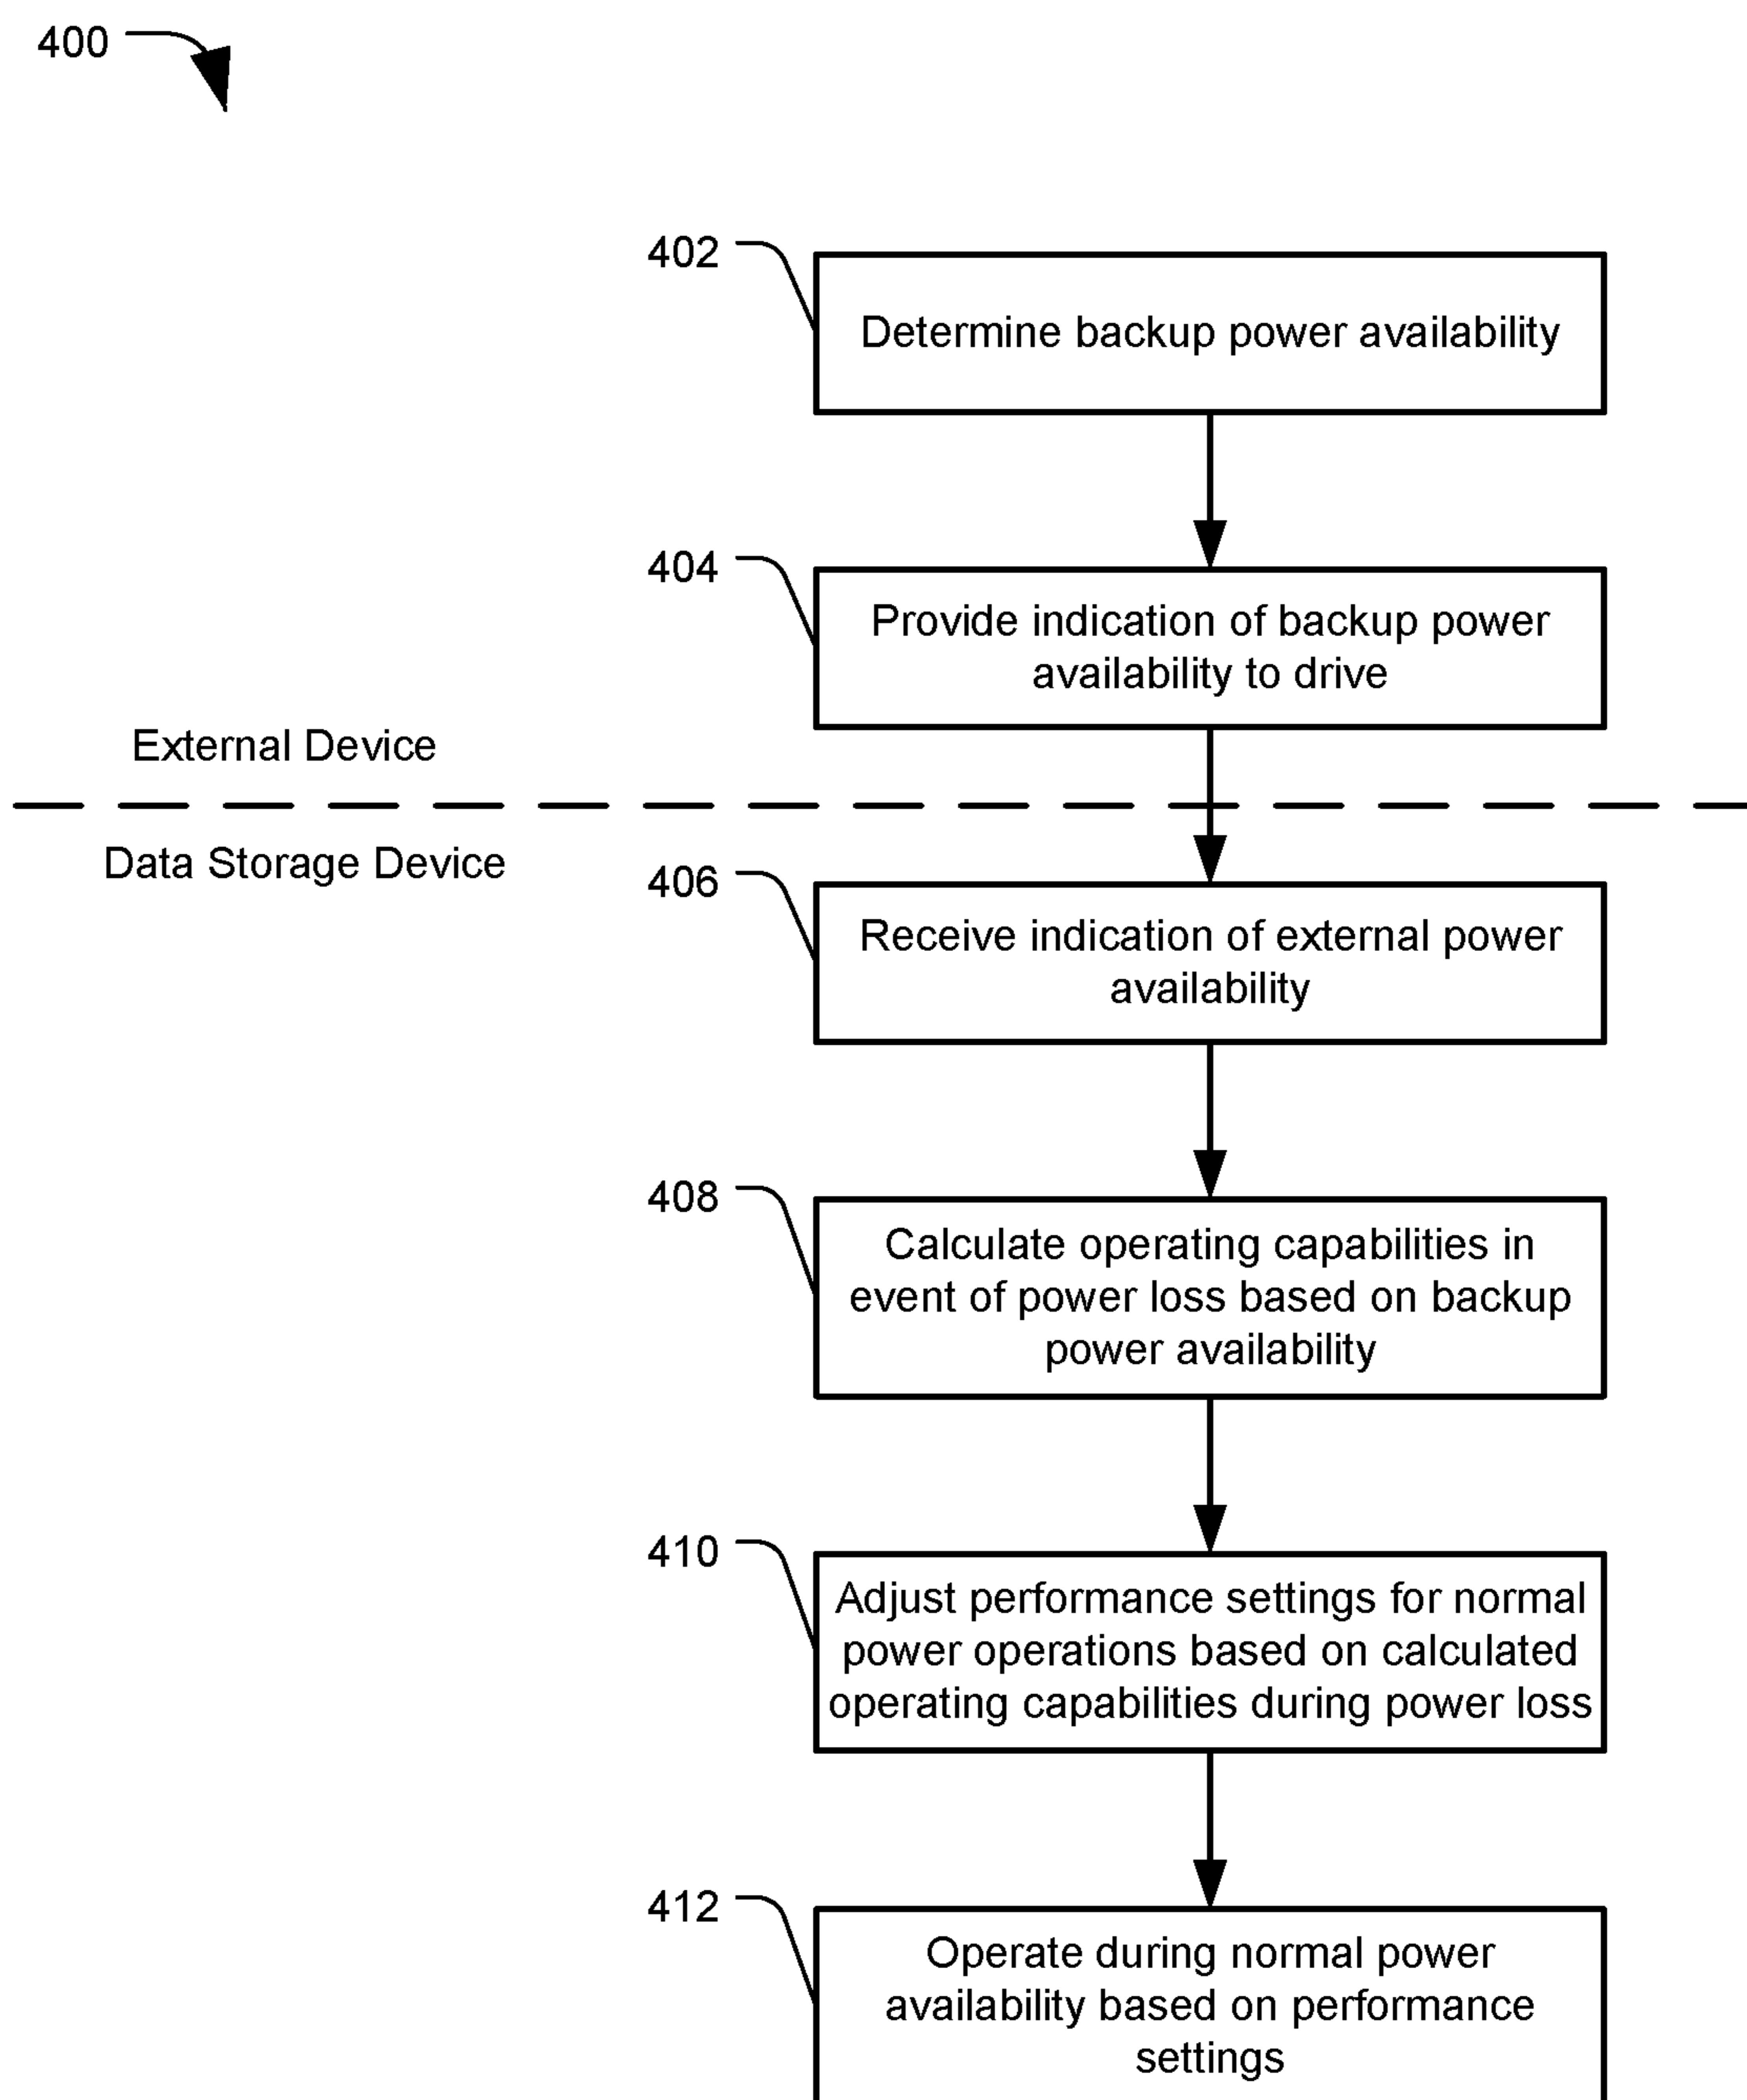 400
402
Determine backup power availability
404
Provide indication of backup power
availability to drive
External Device
Data Storage Device
406
Receive indication of external power
availability
408
Calculate operating capabilities in
event of power loss based on backup
power availability
410
Adjust performance settings for normal
power operations based on calculated
operating capabilities during power loss
412
Operate during normal power
availability based on performance
settings